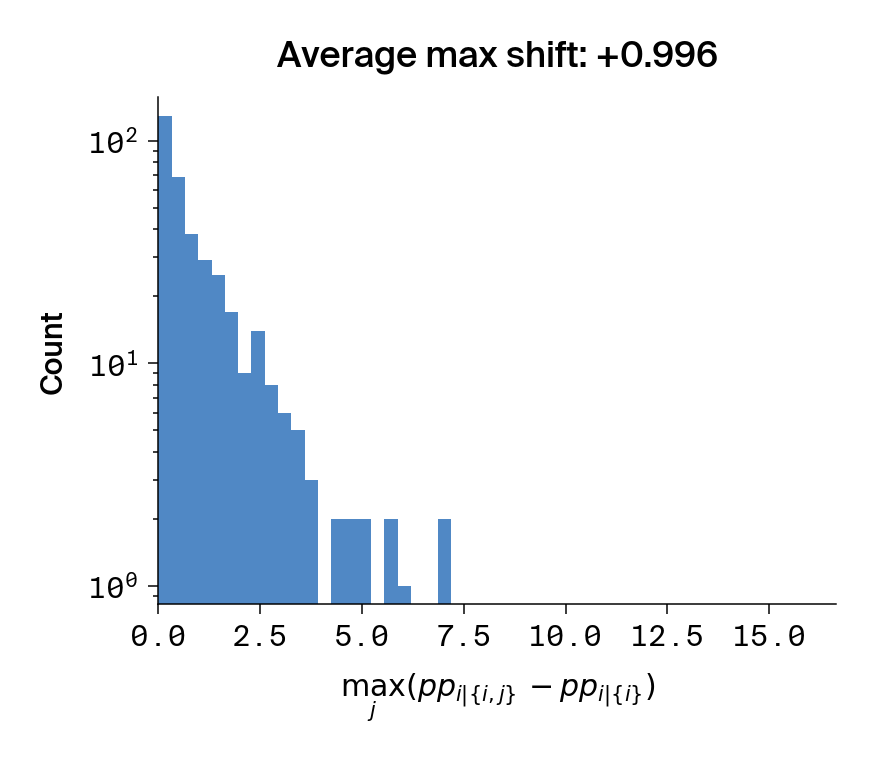 Average max shift: +0.996
10²
10¹
10⁰
Count
0.0 2.5 5.0 7.5 10.0 12.5 15.0
max(pp_{i|{i,j}} − pp_{i|{i}})
j